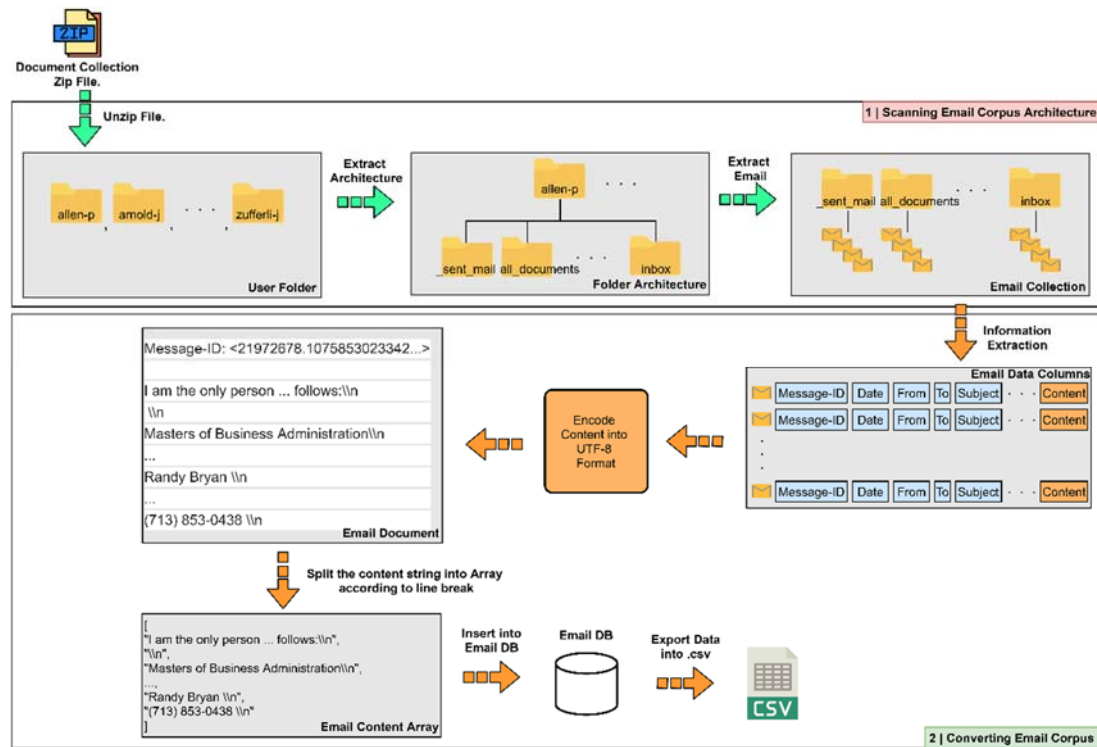 ZIP
Document Collection
Zip File.
Unzip File.
1 | Scanning Email Corpus Architecture
allen-p
,
arnold-j
,
. . .
,
zufferli-j
User Folder
Extract
Architecture
allen-p
. . .
_sent_mail
all_documents
. . .
inbox
Folder Architecture
Extract
Email
_sent_mail
all_documents
. . .
inbox
Email Collection
Information
Extraction
Email Data Columns
Message-ID Date From To Subject . . . Content
Message-ID Date From To Subject . . . Content
.
.
.
Message-ID Date From To Subject . . . Content
Encode
Content into
UTF-8
Format
Message-ID: <21972678.1075853023342...>
I am the only person ... follows:\\n
\\n
Masters of Business Administration\\n
...
Randy Bryan \\n
...
(713) 853-0438 \\n
Email Document
Split the content string into Array
according to line break
[
"I am the only person ... follows:\\n",
"\\n",
"Masters of Business Administration\\n",
...,
"Randy Bryan \\n",
"(713) 853-0438 \\n"
]
Email Content Array
Insert into
Email DB
Email DB
Export Data
into .csv
CSV
2 | Converting Email Corpus